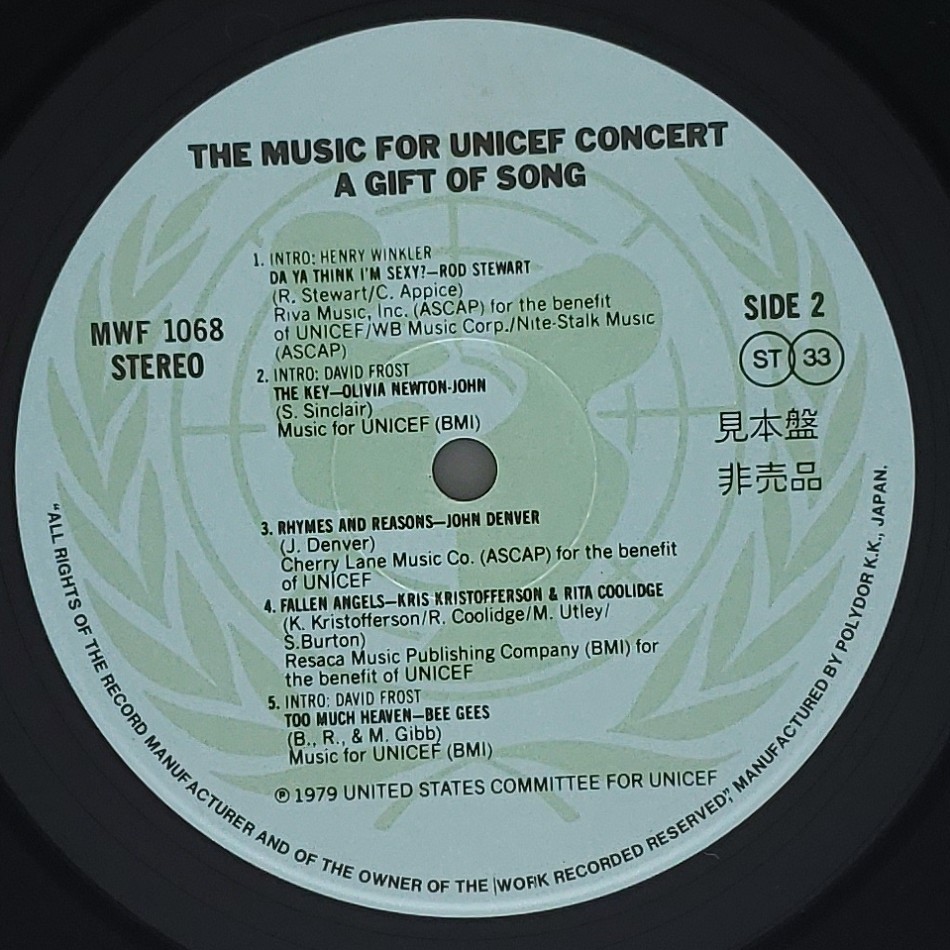 THE MUSIC FOR UNICEF CONCERT
A GIFT OF SONG
MWF 1068
STEREO
SIDE 2
ST 33
見本盤
非売品
1. INTRO: HENRY WINKLER
DA YA THINK I'M SEXY?—ROD STEWART
(R. Stewart/C. Appice)
Riva Music, Inc. (ASCAP) for the benefit
of UNICEF/WB Music Corp./Nite-Stalk Music
(ASCAP)
2. INTRO: DAVID FROST
THE KEY—OLIVIA NEWTON-JOHN
(S. Sinclair)
Music for UNICEF (BMI)
3. RHYMES AND REASONS—JOHN DENVER
(J. Denver)
Cherry Lane Music Co. (ASCAP) for the benefit
of UNICEF
4. FALLEN ANGELS—KRIS KRISTOFFERSON & RITA COOLIDGE
(K. Kristofferson/R. Coolidge/M. Utley/
S.Burton)
Resaca Music Publishing Company (BMI) for
the benefit of UNICEF
5. INTRO: DAVID FROST
TOO MUCH HEAVEN—BEE GEES
(B., R., & M. Gibb)
Music for UNICEF (BMI)
℗ 1979 UNITED STATES COMMITTEE FOR UNICEF
"ALL RIGHTS OF THE RECORD MANUFACTURER AND OF THE OWNER OF THE WORK RECORDED RESERVED", MANUFACTURED BY POLYDOR K.K., JAPAN.